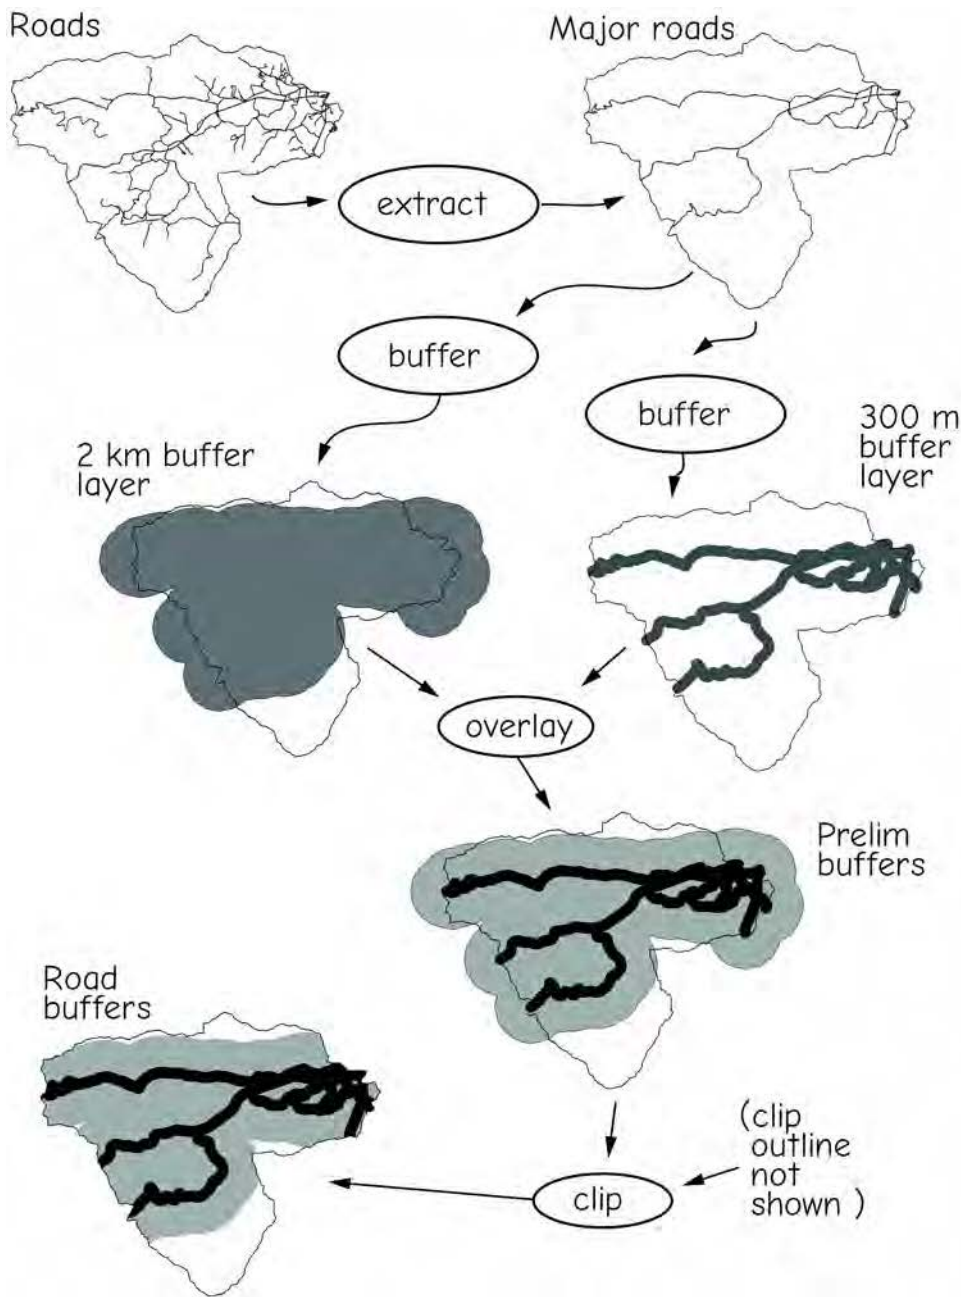 Roads
Major roads
extract
buffer
buffer
300 m
buffer
layer
2 km buffer
layer
overlay
Prelim
buffers
Road
buffers
(clip
outline
not
shown )
clip